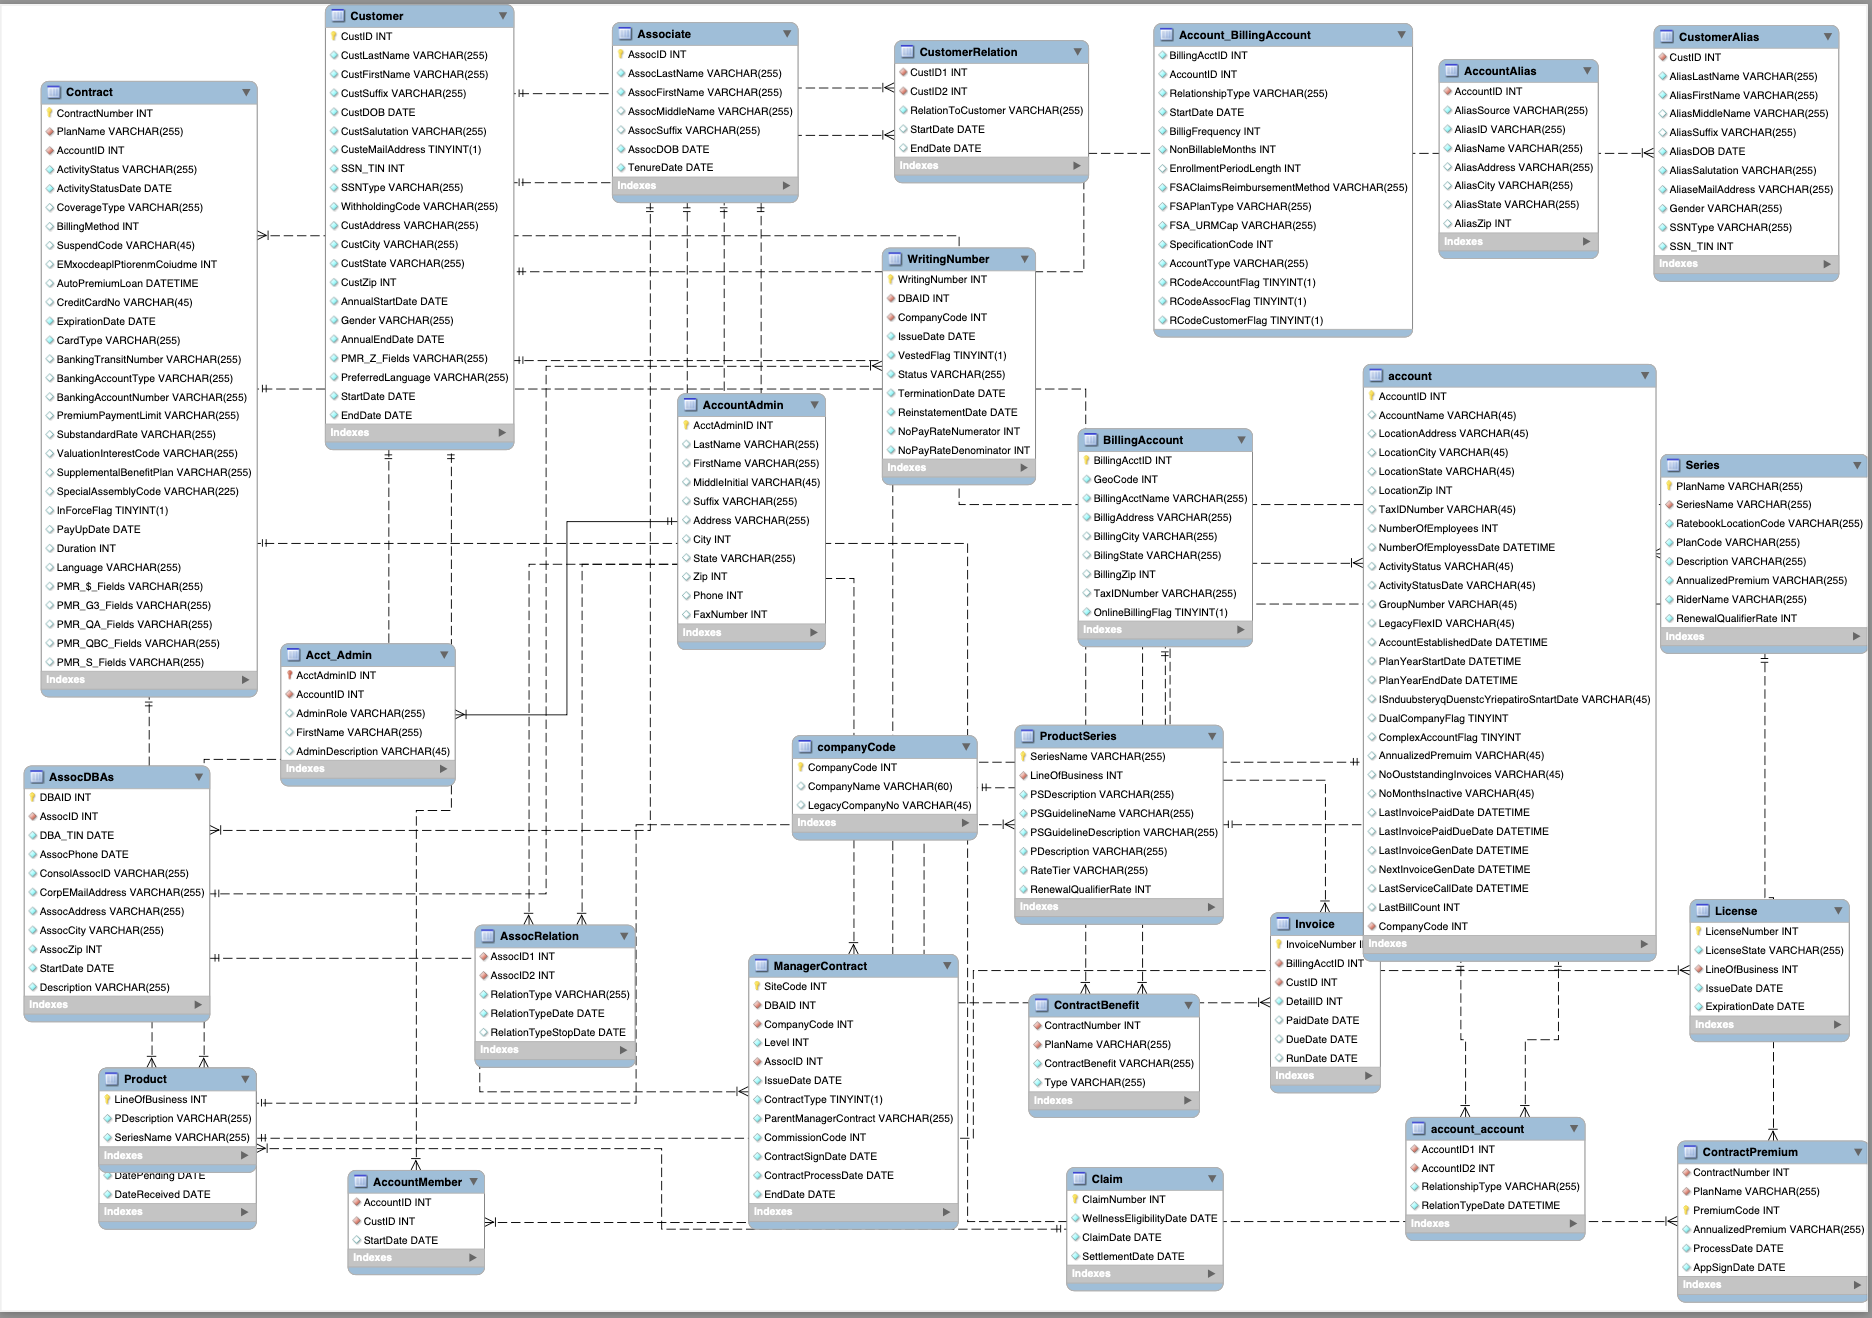 Customer
CustID INT
CustLastName VARCHAR(255)
CustFirstName VARCHAR(255)
CustSuffix VARCHAR(255)
CustDOB DATE
CustSalutation VARCHAR(255)
CusteMailAddress TINYINT(1)
SSN_TIN INT
SSNType VARCHAR(255)
WithholdingCode VARCHAR(255)
CustAddress VARCHAR(255)
CustCity VARCHAR(255)
CustState VARCHAR(255)
CustZip INT
AnnualStartDate DATE
Gender VARCHAR(255)
AnnualEndDate DATE
PMR_Z_Fields VARCHAR(255)
PreferredLanguage VARCHAR(255)
StartDate DATE
EndDate DATE
Indexes
Associate
AssocID INT
AssocLastName VARCHAR(255)
AssocFirstName VARCHAR(255)
AssocMiddleName VARCHAR(255)
AssocSuffix VARCHAR(255)
AssocDOB DATE
TenureDate DATE
Indexes
CustomerRelation
CustID1 INT
CustID2 INT
RelationToCustomer VARCHAR(255)
StartDate DATE
EndDate DATE
Indexes
Account_BillingAccount
BillingAcctID INT
AccountID INT
RelationshipType VARCHAR(255)
StartDate DATE
BilligFrequency INT
NonBillableMonths INT
EnrollmentPeriodLength INT
FSAClaimsReimbursementMethod VARCHAR(255)
FSAPlanType VARCHAR(255)
FSA_URMCap VARCHAR(255)
SpecificationCode INT
AccountType VARCHAR(255)
RCodeAccountFlag TINYINT(1)
RCodeAssocFlag TINYINT(1)
RCodeCustomerFlag TINYINT(1)
AccountAlias
AccountID INT
AliasSource VARCHAR(255)
AliasID VARCHAR(255)
AliasName VARCHAR(255)
AliasAddress VARCHAR(255)
AliasCity VARCHAR(255)
AliasState VARCHAR(255)
AliasZip INT
Indexes
CustomerAlias
CustID INT
AliasLastName VARCHAR(255)
AliasFirstName VARCHAR(255)
AliasMiddleName VARCHAR(255)
AliasSuffix VARCHAR(255)
AliasDOB DATE
AliasSalutation VARCHAR(255)
AliaseMailAddress VARCHAR(255)
Gender VARCHAR(255)
SSNType VARCHAR(255)
SSN_TIN INT
Indexes
Contract
ContractNumber INT
PlanName VARCHAR(255)
AccountID INT
ActivityStatus VARCHAR(255)
ActivityStatusDate DATE
CoverageType VARCHAR(255)
BillingMethod INT
SuspendCode VARCHAR(45)
EMxocdeaplPtiorenmCoiudme INT
AutoPremiumLoan DATETIME
CreditCardNo VARCHAR(45)
ExpirationDate DATE
CardType VARCHAR(255)
BankingTransitNumber VARCHAR(255)
BankingAccountType VARCHAR(255)
BankingAccountNumber VARCHAR(255)
PremiumPaymentLimit VARCHAR(255)
SubstandardRate VARCHAR(255)
ValuationInterestCode VARCHAR(255)
SupplementalBenefitPlan VARCHAR(255)
SpecialAssemblyCode VARCHAR(225)
InForceFlag TINYINT(1)
PayUpDate DATE
Duration INT
Language VARCHAR(255)
PMR_$_Fields VARCHAR(255)
PMR_G3_Fields VARCHAR(255)
PMR_QA_Fields VARCHAR(255)
PMR_QBC_Fields VARCHAR(255)
PMR_S_Fields VARCHAR(255)
Indexes
WritingNumber
WritingNumber INT
DBAID INT
CompanyCode INT
IssueDate DATE
VestedFlag TINYINT(1)
Status VARCHAR(255)
TerminationDate DATE
ReinstatementDate DATE
NoPayRateNumerator INT
NoPayRateDenominator INT
Indexes
AccountAdmin
AcctAdminID INT
LastName VARCHAR(255)
FirstName VARCHAR(255)
MiddleInitial VARCHAR(45)
Suffix VARCHAR(255)
Address VARCHAR(255)
City INT
State VARCHAR(255)
Zip INT
Phone INT
FaxNumber INT
Indexes
BillingAccount
BillingAcctID INT
GeoCode INT
BillingAcctName VARCHAR(255)
BilligAddress VARCHAR(255)
BillingCity VARCHAR(255)
BilingState VARCHAR(255)
BillingZip INT
TaxIDNumber VARCHAR(255)
OnlineBillingFlag TINYINT(1)
Indexes
account
AccountID INT
AccountName VARCHAR(45)
LocationAddress VARCHAR(45)
LocationCity VARCHAR(45)
LocationState VARCHAR(45)
LocationZip INT
TaxIDNumber VARCHAR(45)
NumberOfEmployees INT
NumberOfEmployessDate DATETIME
ActivityStatus VARCHAR(45)
ActivityStatusDate VARCHAR(45)
GroupNumber VARCHAR(45)
LegacyFlexID VARCHAR(45)
AccountEstablishedDate DATETIME
PlanYearStartDate DATETIME
PlanYearEndDate DATETIME
ISnduubsteryqDuenstcYriepatiroSntartDate VARCHAR(45)
DualCompanyFlag TINYINT
ComplexAccountFlag TINYINT
AnnualizedPremuim VARCHAR(45)
NoOuststandingInvoices VARCHAR(45)
NoMonthsInactive VARCHAR(45)
LastInvoicePaidDate DATETIME
LastInvoicePaidDueDate DATETIME
LastInvoiceGenDate DATETIME
NextInvoiceGenDate DATETIME
LastServiceCallDate DATETIME
LastBillCount INT
CompanyCode INT
Indexes
Series
PlanName VARCHAR(255)
SeriesName VARCHAR(255)
RatebookLocationCode VARCHAR(255)
PlanCode VARCHAR(255)
Description VARCHAR(255)
AnnualizedPremium VARCHAR(255)
RiderName VARCHAR(255)
RenewalQualifierRate INT
Indexes
Acct_Admin
AcctAdminID INT
AccountID INT
AdminRole VARCHAR(255)
FirstName VARCHAR(255)
AdminDescription VARCHAR(45)
Indexes
AssocDBAs
DBAID INT
AssocID INT
DBA_TIN DATE
AssocPhone DATE
ConsolAssocID VARCHAR(255)
CorpEMailAddress VARCHAR(255)
AssocAddress VARCHAR(255)
AssocCity VARCHAR(255)
AssocZip INT
StartDate DATE
Description VARCHAR(255)
Indexes
companyCode
CompanyCode INT
CompanyName VARCHAR(60)
LegacyCompanyNo VARCHAR(45)
Indexes
ProductSeries
SeriesName VARCHAR(255)
LineOfBusiness INT
PSDescription VARCHAR(255)
PSGuidelineName VARCHAR(255)
PSGuidelineDescription VARCHAR(255)
PDescription VARCHAR(255)
RateTier VARCHAR(255)
RenewalQualifierRate INT
Indexes
AssocRelation
AssocID1 INT
AssocID2 INT
RelationType VARCHAR(255)
RelationTypeDate DATE
RelationTypeStopDate DATE
Indexes
ManagerContract
SiteCode INT
DBAID INT
CompanyCode INT
Level INT
AssocID INT
IssueDate DATE
ContractType TINYINT(1)
ParentManagerContract VARCHAR(255)
CommissionCode INT
ContractSignDate DATE
ContractProcessDate DATE
EndDate DATE
Indexes
ContractBenefit
ContractNumber INT
PlanName VARCHAR(255)
ContractBenefit VARCHAR(255)
Type VARCHAR(255)
Indexes
Invoice
InvoiceNumber I
BillingAcctID INT
CustID INT
DetailID INT
PaidDate DATE
DueDate DATE
RunDate DATE
Indexes
License
LicenseNumber INT
LicenseState VARCHAR(255)
LineOfBusiness INT
IssueDate DATE
ExpirationDate DATE
Indexes
Product
LineOfBusiness INT
PDescription VARCHAR(255)
SeriesName VARCHAR(255)
Indexes
DatePending DATE
DateReceived DATE
Indexes
AccountMember
AccountID INT
CustID INT
StartDate DATE
Indexes
Claim
ClaimNumber INT
WellnessEligibilityDate DATE
ClaimDate DATE
SettlementDate DATE
Indexes
account_account
AccountID1 INT
AccountID2 INT
RelationshipType VARCHAR(255)
RelationTypeDate DATETIME
Indexes
ContractPremium
ContractNumber INT
PlanName VARCHAR(255)
PremiumCode INT
AnnualizedPremium VARCHAR(255)
ProcessDate DATE
AppSignDate DATE
Indexes